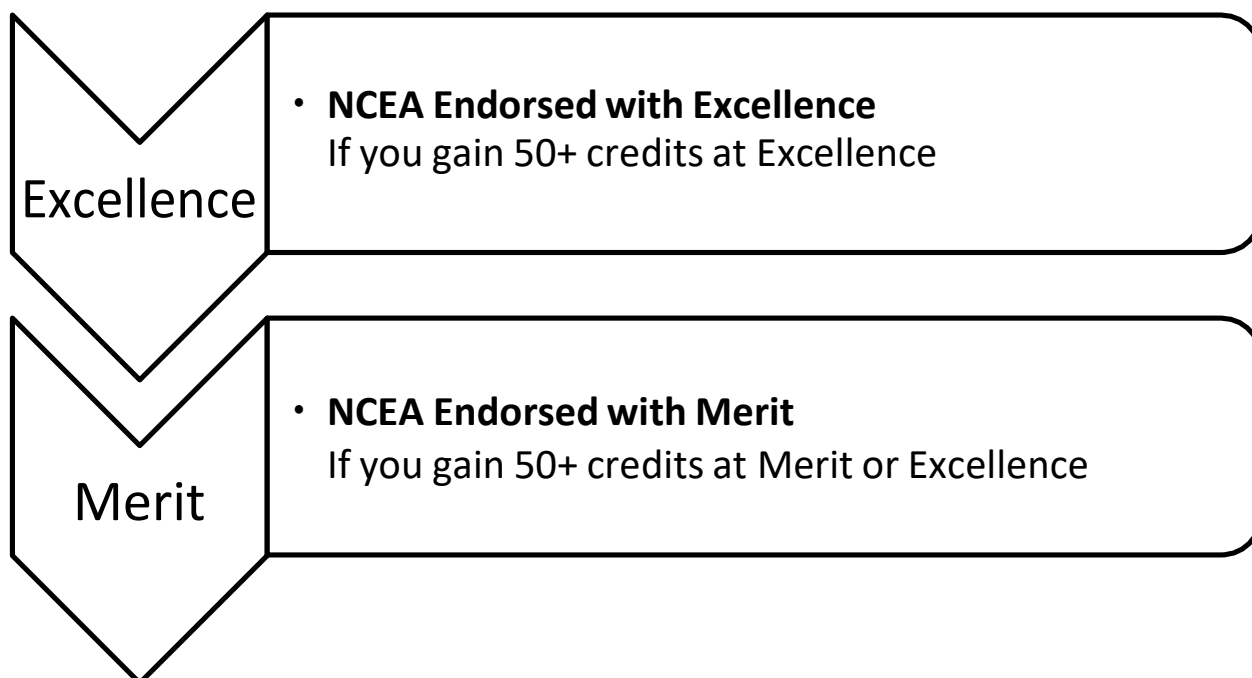 Excellence
· NCEA Endorsed with Excellence
If you gain 50+ credits at Excellence
Merit
· NCEA Endorsed with Merit
If you gain 50+ credits at Merit or Excellence